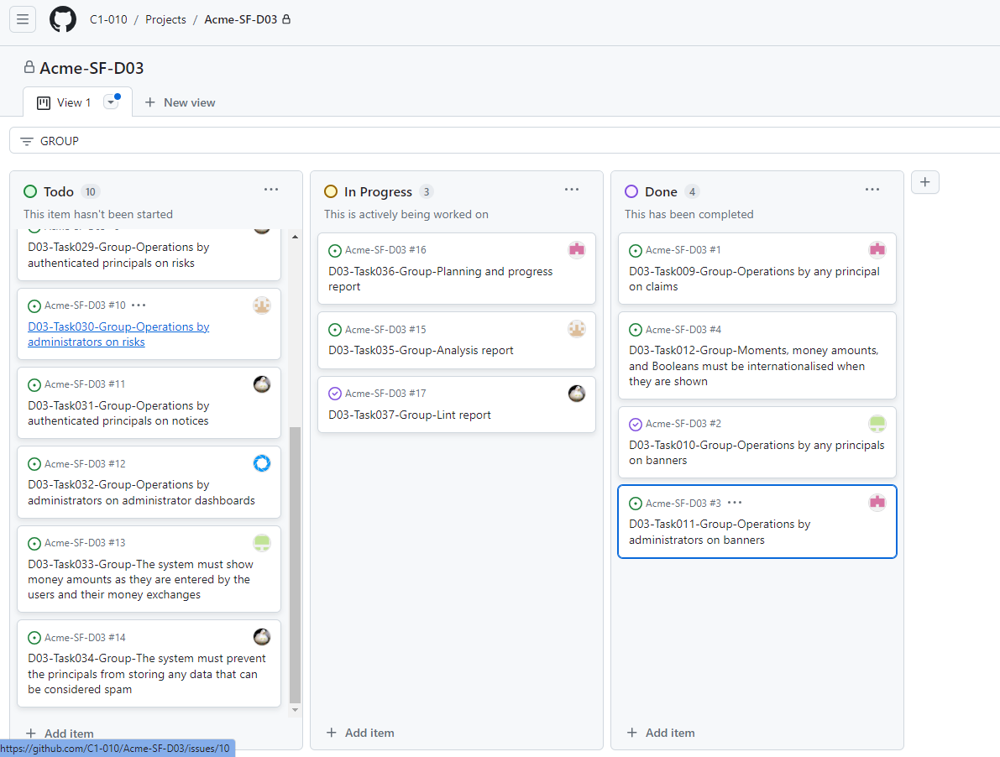 C1-010 / Projects / Acme-SF-D03
Acme-SF-D03
View 1
New view
GROUP
Todo 10
This item hasn't been started
D03-Task029-Group-Operations by
authenticated principals on risks
Acme-SF-D03 #10
D03-Task030-Group-Operations by
administrators on risks
Acme-SF-D03 #11
D03-Task031-Group-Operations by
authenticated principals on notices
Acme-SF-D03 #12
D03-Task032-Group-Operations by
administrators on administrator dashboards
Acme-SF-D03 #13
D03-Task033-Group-The system must show
money amounts as they are entered by the
users and their money exchanges
Acme-SF-D03 #14
D03-Task034-Group-The system must prevent
the principals from storing any data that can
be considered spam
Add item
In Progress 3
This is actively being worked on
Acme-SF-D03 #16
D03-Task036-Group-Planning and progress
report
Acme-SF-D03 #15
D03-Task035-Group-Analysis report
Acme-SF-D03 #17
D03-Task037-Group-Lint report
Add item
Done 4
This has been completed
Acme-SF-D03 #1
D03-Task009-Group-Operations by any principal
on claims
Acme-SF-D03 #4
D03-Task012-Group-Moments, money amounts,
and Booleans must be internationalised when
they are shown
Acme-SF-D03 #2
D03-Task010-Group-Operations by any principals
on banners
Acme-SF-D03 #3
D03-Task011-Group-Operations by
administrators on banners
Add item
https://github.com/C1-010/Acme-SF-D03/issues/10